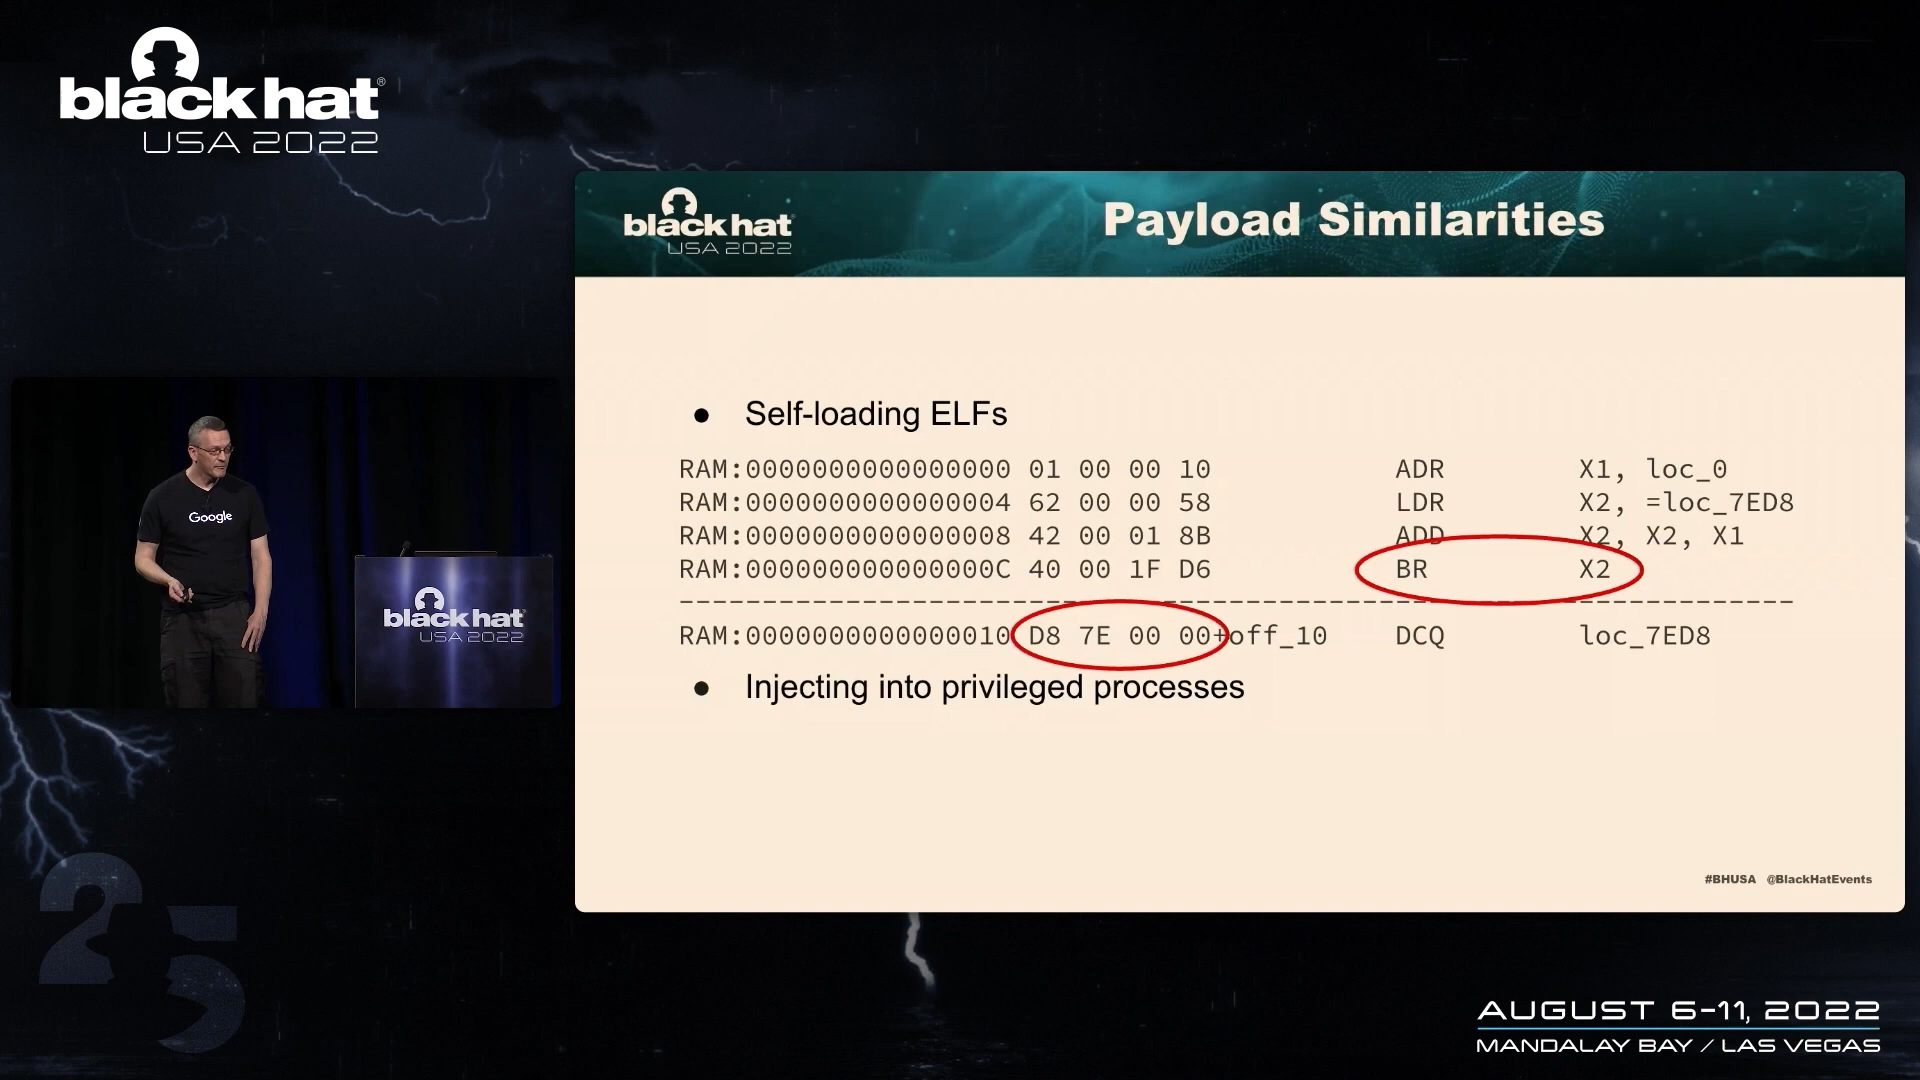 black hat®
USA 2022
black hat
USA 2022
Payload Similarities
● Self-loading ELFs
RAM:0000000000000000 01 00 00 10 ADR X1, loc_0
RAM:0000000000000004 62 00 00 58 LDR X2, =loc_7ED8
RAM:0000000000000008 42 00 01 8B ADD X2, X2, X1
RAM:000000000000000C 40 00 1F D6 BR X2
-------------------------------------------------------------------
RAM:0000000000000010 D8 7E 00 00+off_10 DCQ loc_7ED8
● Injecting into privileged processes
#BHUSA @BlackHatEvents
Google
black hat
USA 2022
25
AUGUST 6-11, 2022
MANDALAY BAY / LAS VEGAS